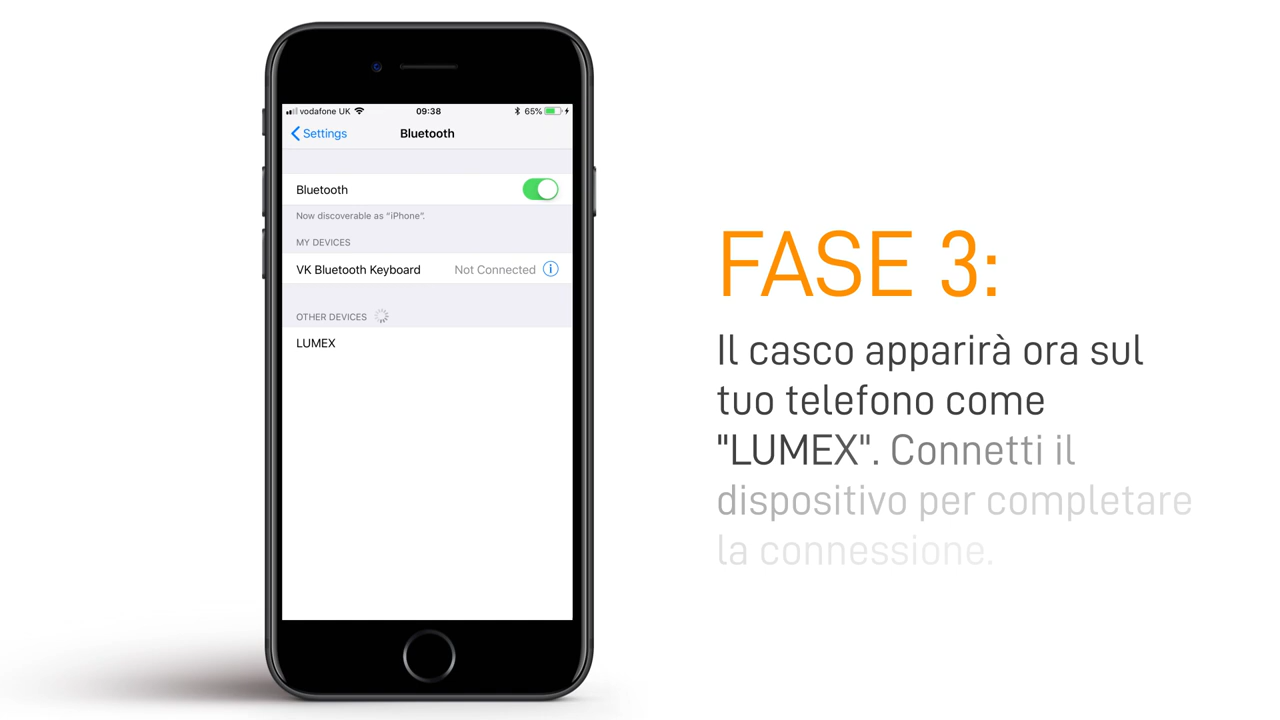 vodafone UK 09:38 65%
Settings Bluetooth
Bluetooth
Now discoverable as “iPhone”.
MY DEVICES
VK Bluetooth Keyboard Not Connected i
OTHER DEVICES
LUMEX
FASE 3:
Il casco apparirà ora sul
tuo telefono come
"LUMEX". Connetti il
dispositivo per completare
la connessione.